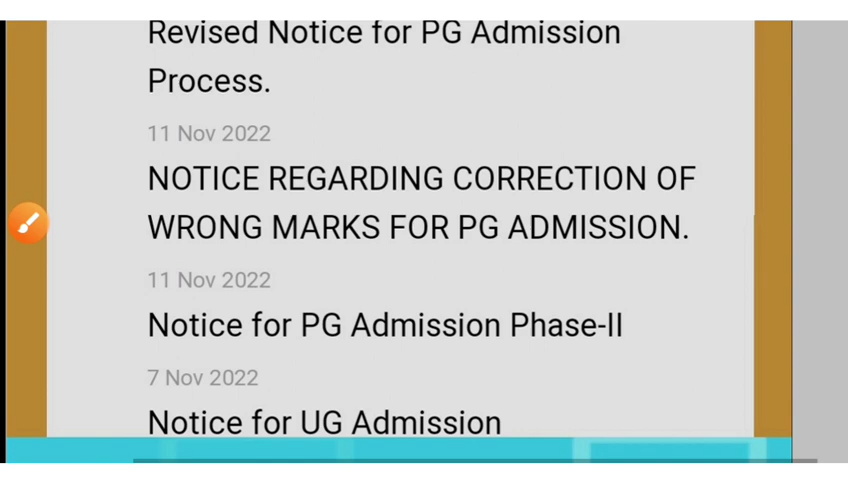 Revised Notice for PG Admission
Process.
11 Nov 2022
NOTICE REGARDING CORRECTION OF
WRONG MARKS FOR PG ADMISSION.
11 Nov 2022
Notice for PG Admission Phase-II
7 Nov 2022
Notice for UG Admission